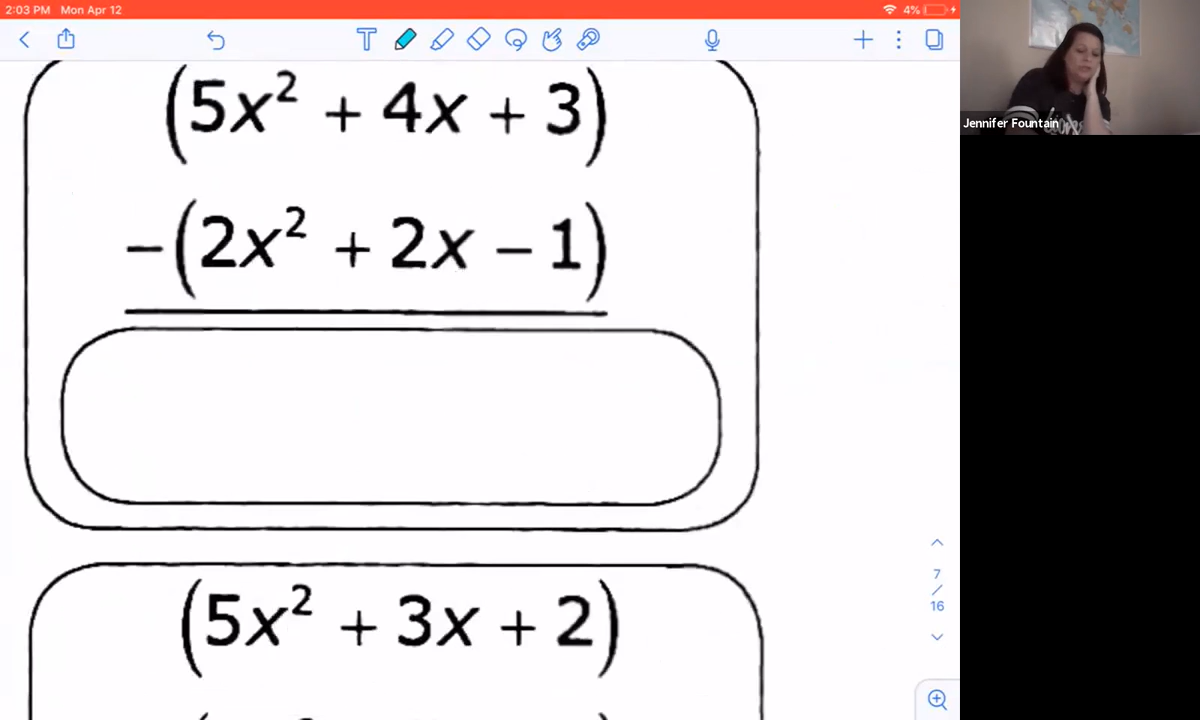 2:03 PM Mon Apr 12 4%
T
(5x² + 4x + 3)
Jennifer Fountain
-(2x² + 2x - 1)
7
/
16
(5x² + 3x + 2)